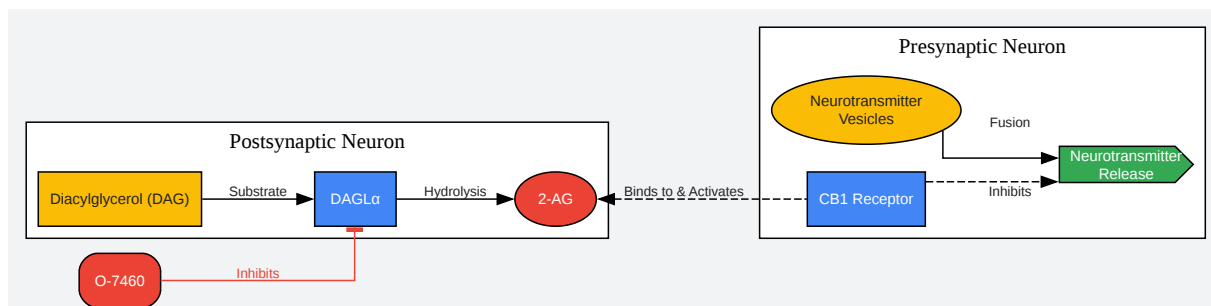 Presynaptic Neuron
Neurotransmitter
Vesicles
Fusion
Neurotransmitter
Release
Inhibits
CB1 Receptor
Binds to & Activates
Postsynaptic Neuron
Diacylglycerol (DAG)
Substrate
DAGLα
Hydrolysis
2-AG
O-7460
Inhibits